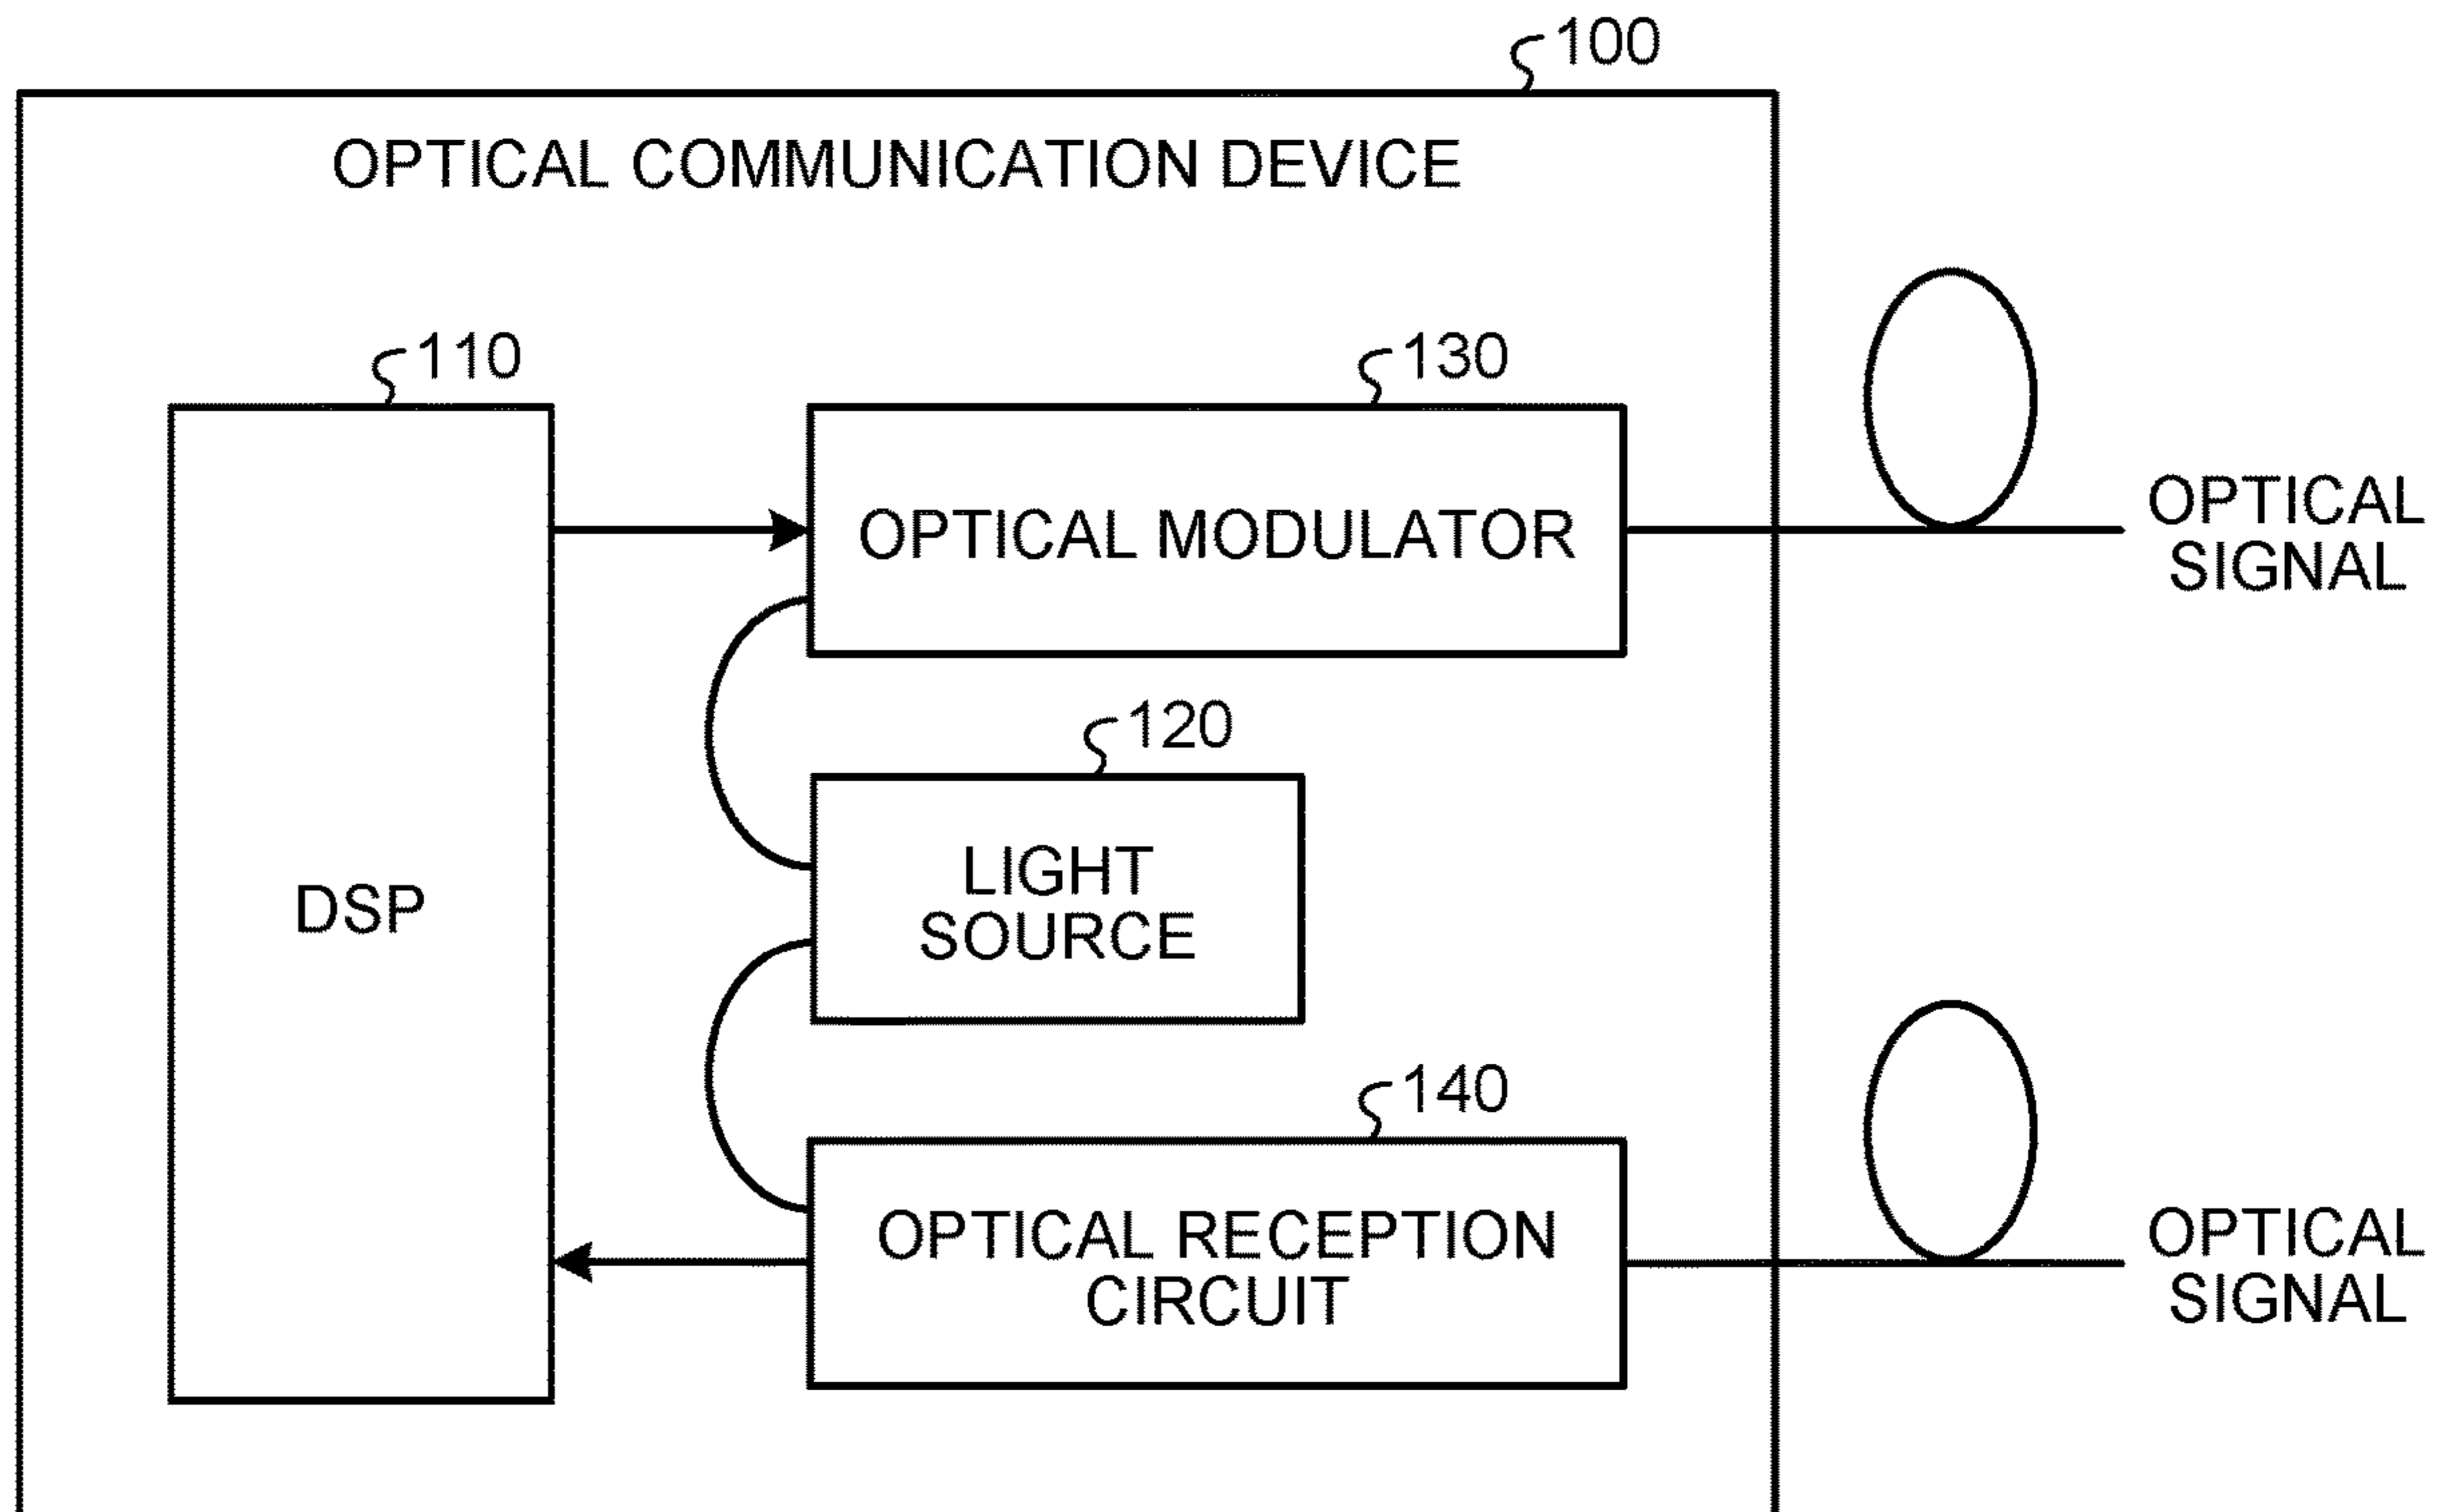 100
OPTICAL COMMUNICATION DEVICE
110
130
OPTICAL MODULATOR
OPTICAL
SIGNAL
120
LIGHT
SOURCE
DSP
140
OPTICAL RECEPTION
CIRCUIT
OPTICAL
SIGNAL